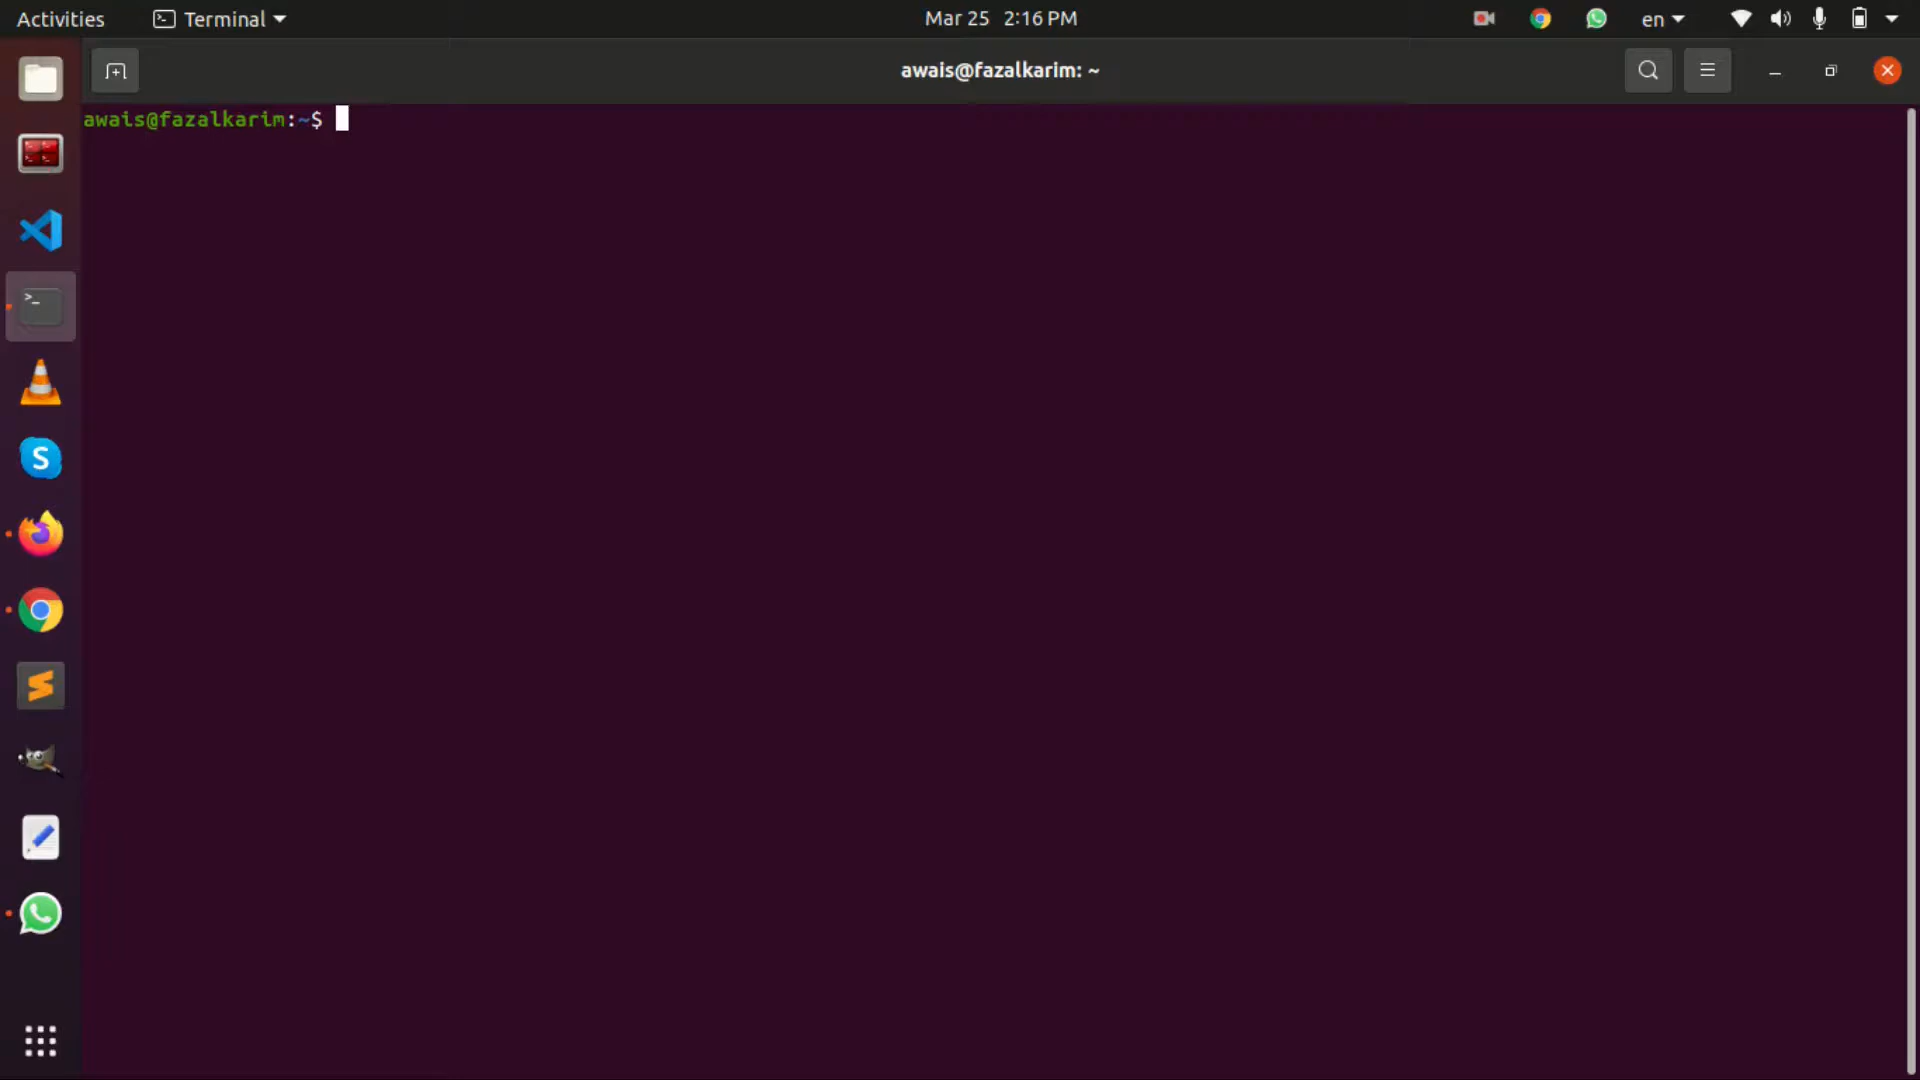 Activities Terminal Mar 25 2:16 PM en
awais@fazalkarim: ~
awais@fazalkarim:~$